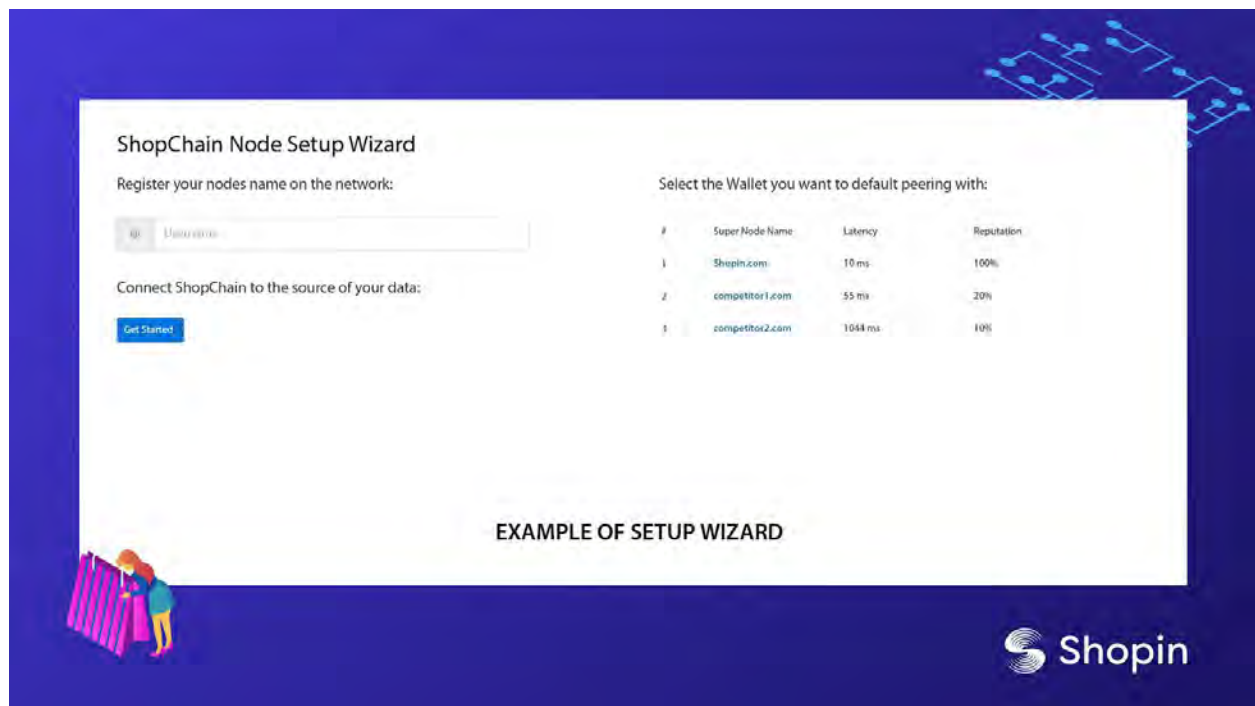 ShopChain Node Setup Wizard
Register your nodes name on the network:
@ Username
Connect ShopChain to the source of your data:
Get Started
Select the Wallet you want to default peering with:
# Super Node Name Latency Reputation
1 Shopin.com 10 ms 100%
2 competitor1.com 55 ms 20%
3 competitor2.com 1044 ms 10%
EXAMPLE OF SETUP WIZARD
Shopin